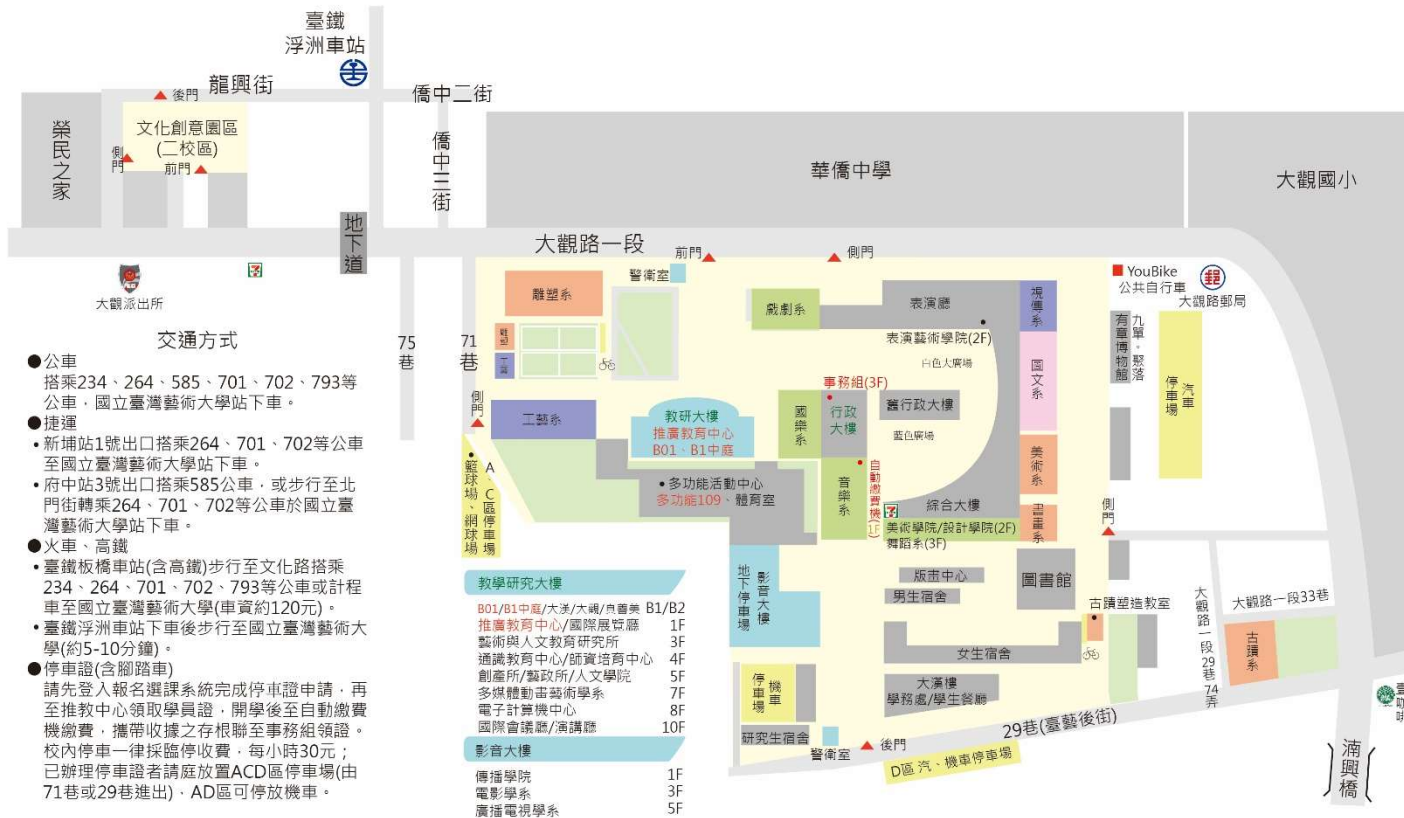 臺鐵
浮洲車站
龍興街
後門
僑中二街
榮民之家
文化創意園區
(二校區)
側門
前門
僑中三街
華僑中學
大觀國小
地下道
大觀路一段
前門
側門
警衛室
7
大觀派出所
YouBike
公共自行車
郵
大觀路郵局
雕塑系
戲劇系
表演廳
視傳系
表演藝術學院(2F)
白色大廣場
有章博物館
九單・聚落
汽車停車場
75巷
71巷
側門
雕塑
工藝系
圖文系
事務組(3F)
教研大樓
推廣教育中心
B01、B1中庭
國樂系
行政大樓
舊行政大樓
藍色廣場
美術系
籃球場、網球場
A、C區停車場
多功能活動中心
多功能109、體育室
音樂系
自動繳費機(1F)
綜合大樓
7
美術學院/設計學院(2F)
舞蹈系(3F)
書畫系
側門
地下停車場
影音大樓
版畫中心
男生宿舍
圖書館
古蹟塑造教室
大觀路一段29巷74弄
大觀路一段33巷
古蹟系
女生宿舍
機車停車場
大漢樓
學務處/學生餐廳
研究生宿舍
警衛室
後門
29巷(臺藝後街)
D區 汽、機車停車場
湳興橋
交通方式
●公車
搭乘234、264、585、701、702、793等
公車，國立臺灣藝術大學站下車。
●捷運
•新埔站1號出口搭乘264、701、702等公車
至國立臺灣藝術大學站下車。
•府中站3號出口搭乘585公車，或步行至北
門街轉乘264、701、702等公車於國立臺
灣藝術大學站下車。
●火車、高鐵
•臺鐵板橋車站(含高鐵)步行至文化路搭乘
234、264、701、702、793等公車或計程
車至國立臺灣藝術大學(車資約120元)。
•臺鐵浮洲車站下車後步行至國立臺灣藝術大
學(約5-10分鐘)。
●停車證(含腳踏車)
請先登入報名選課系統完成停車證申請，再
至推教中心領取學員證，開學後至自動繳費
機繳費，攜帶收據之存根聯至事務組領證。
校內停車一律採臨停收費，每小時30元；
已辦理停車證者請庭放置ACD區停車場(由
71巷或29巷進出)、AD區可停放機車。
教學研究大樓
B01/B1中庭/大漢/大觀/真善美 B1/B2
推廣教育中心/國際展覽廳 1F
藝術與人文教育研究所 3F
通識教育中心/師資培育中心 4F
創產所/藝政所/人文學院 5F
多媒體動畫藝術學系 7F
電子計算機中心 8F
國際會議廳/演講廳 10F
影音大樓
傳播學院 1F
電影學系 3F
廣播電視學系 5F